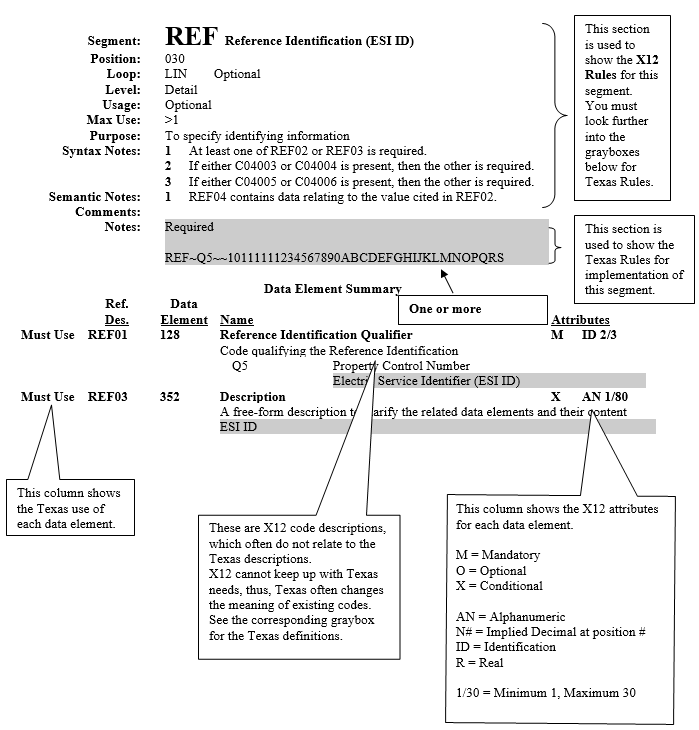 Segment: REF Reference Identification (ESI ID)
Position: 030
Loop: LIN Optional
Level: Detail
Usage: Optional
Max Use: >1
Purpose: To specify identifying information
Syntax Notes: 1 At least one of REF02 or REF03 is required.
2 If either C04003 or C04004 is present, then the other is required.
3 If either C04005 or C04006 is present, then the other is required.
Semantic Notes: 1 REF04 contains data relating to the value cited in REF02.
Comments:
Notes: Required
REF~Q5~~10111111234567890ABCDEFGHIJKLMNOPQRS
This section
is used to
show the X12
Rules for this
segment.
You must
look further
into the
grayboxes
below for
Texas Rules.
This section is
used to show the
Texas Rules for
implementation of
this segment.
Data Element Summary
One or more
Ref. Data
Des. Element Name Attributes
Must Use REF01 128 Reference Identification Qualifier M ID 2/3
Code qualifying the Reference Identification
Q5 Property Control Number
Electric Service Identifier (ESI ID)
Must Use REF03 352 Description X AN 1/80
A free-form description to clarify the related data elements and their content
ESI ID
This column shows
the Texas use of
each data element.
These are X12 code descriptions,
which often do not relate to the
Texas descriptions.
X12 cannot keep up with Texas
needs, thus, Texas often changes
the meaning of existing codes.
See the corresponding graybox
for the Texas definitions.
This column shows the X12 attributes
for each data element.
M = Mandatory
O = Optional
X = Conditional
AN = Alphanumeric
N# = Implied Decimal at position #
ID = Identification
R = Real
1/30 = Minimum 1, Maximum 30